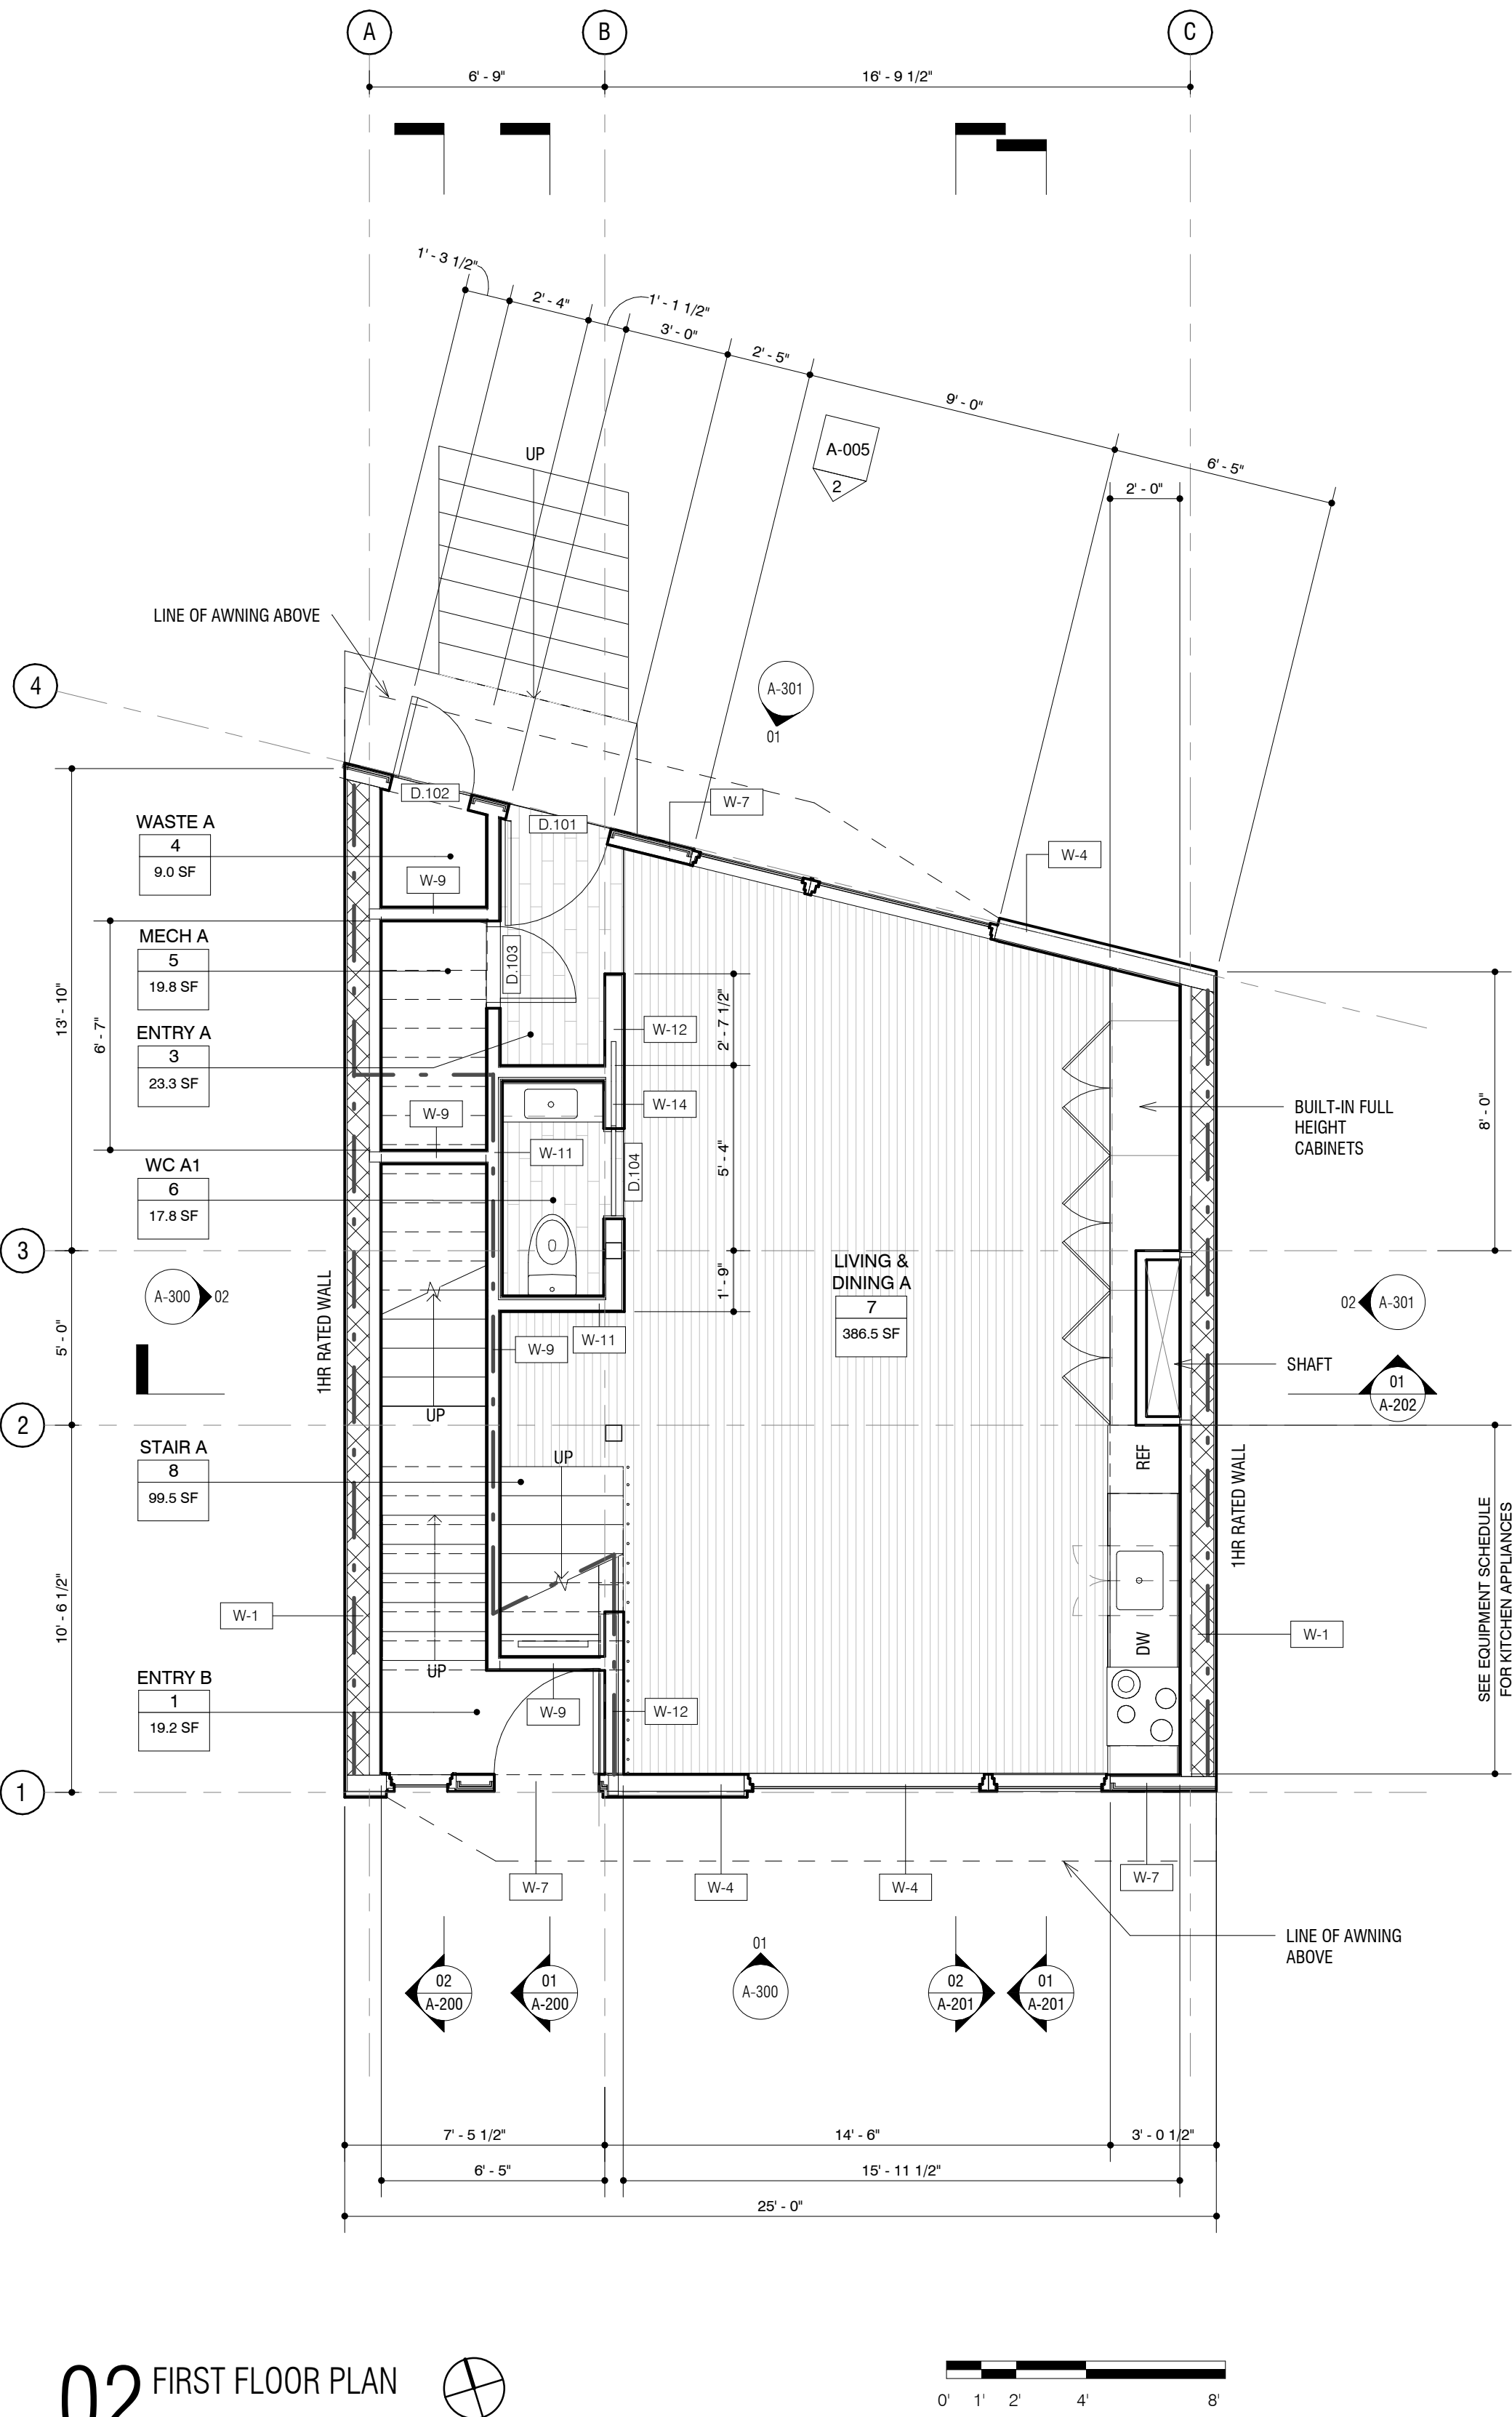 A
B
C
6' - 9"
16' - 9 1/2"
1' - 3 1/2"
2' - 4"
1' - 1 1/2"
3' - 0"
2' - 5"
9' - 0"
6' - 5"
A-005
2
2' - 0"
UP
LINE OF AWNING ABOVE
4
A-301
01
D.102
W-7
D.101
WASTE A
4
9.0 SF
W-4
W-9
MECH A
5
19.8 SF
D.103
13' - 10"
6' - 7"
2' - 7 1/2"
ENTRY A
3
23.3 SF
W-12
W-14
W-9
BUILT-IN FULL
HEIGHT
CABINETS
8' - 0"
W-11
5' - 4"
D.104
WC A1
6
17.8 SF
3
LIVING &
DINING A
7
386.5 SF
1' - 9"
A-300
02
1HR RATED WALL
02
A-301
5' - 0"
W-11
W-9
SHAFT
01
A-202
2
UP
STAIR A
8
99.5 SF
UP
REF
1HR RATED WALL
10' - 6 1/2"
W-1
DW
W-1
SEE EQUIPMENT SCHEDULE
FOR KITCHEN APPLIANCES
UP
ENTRY B
1
19.2 SF
W-9
W-12
1
W-7
W-4
W-4
W-7
LINE OF AWNING
ABOVE
02
A-200
01
A-200
01
A-300
02
A-201
01
A-201
7' - 5 1/2"
14' - 6"
3' - 0 1/2"
6' - 5"
15' - 11 1/2"
25' - 0"
02
FIRST FLOOR PLAN
0'
1'
2'
4'
8'